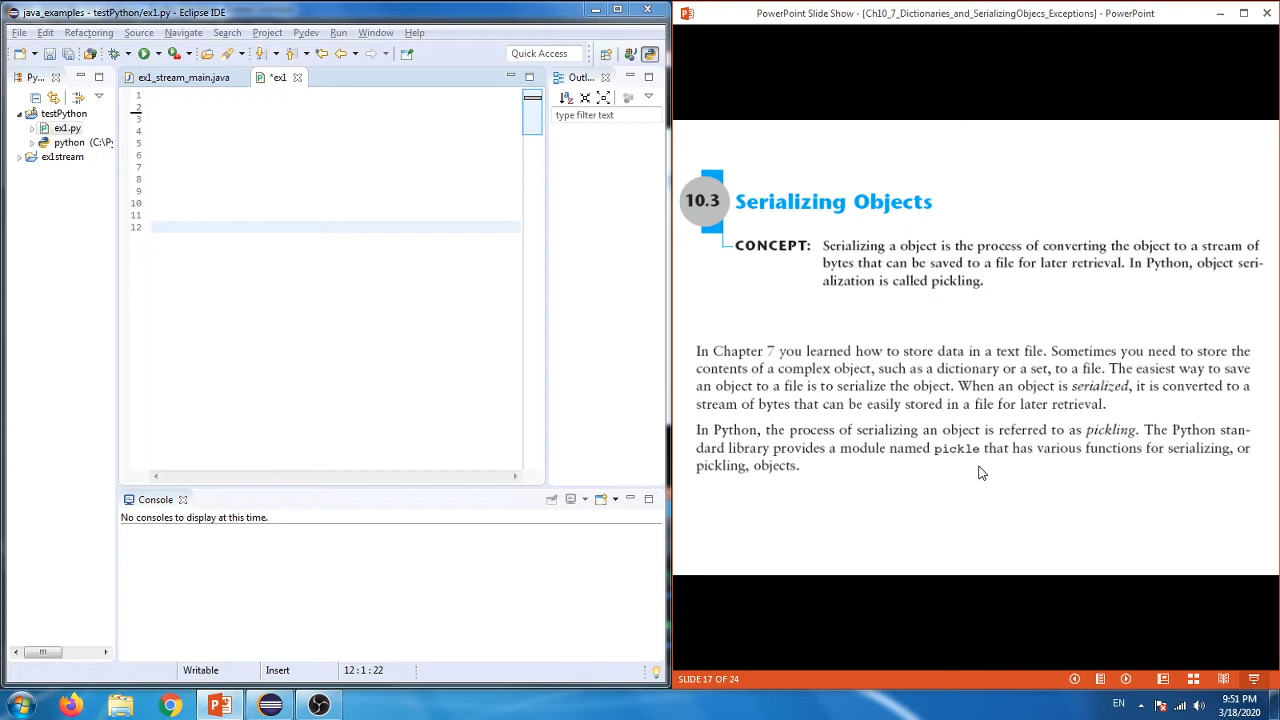 java_examples - testPython/ex1.py - Eclipse IDE
File Edit Refactoring Source Navigate Search Project Pydev Run Window Help
Quick Access
Py...
ex1_stream_main.java
*ex1
Outl...
type filter text
testPython
ex1.py
python (C:\Py
ex1stream
1
2
3
4
5
6
7
8
9
10
11
12
Console
No consoles to display at this time.
Writable
Insert
12:1:22
PowerPoint Slide Show - [Ch10_7_Dictionaries_and_SerializingObjecs_Exceptions] - PowerPoint
10.3 Serializing Objects
CONCEPT: Serializing a object is the process of converting the object to a stream of
bytes that can be saved to a file for later retrieval. In Python, object seri-
alization is called pickling.
In Chapter 7 you learned how to store data in a text file. Sometimes you need to store the
contents of a complex object, such as a dictionary or a set, to a file. The easiest way to save
an object to a file is to serialize the object. When an object is serialized, it is converted to a
stream of bytes that can be easily stored in a file for later retrieval.
In Python, the process of serializing an object is referred to as pickling. The Python stan-
dard library provides a module named pickle that has various functions for serializing, or
pickling, objects.
SLIDE 17 OF 24
EN
9:51 PM
3/18/2020